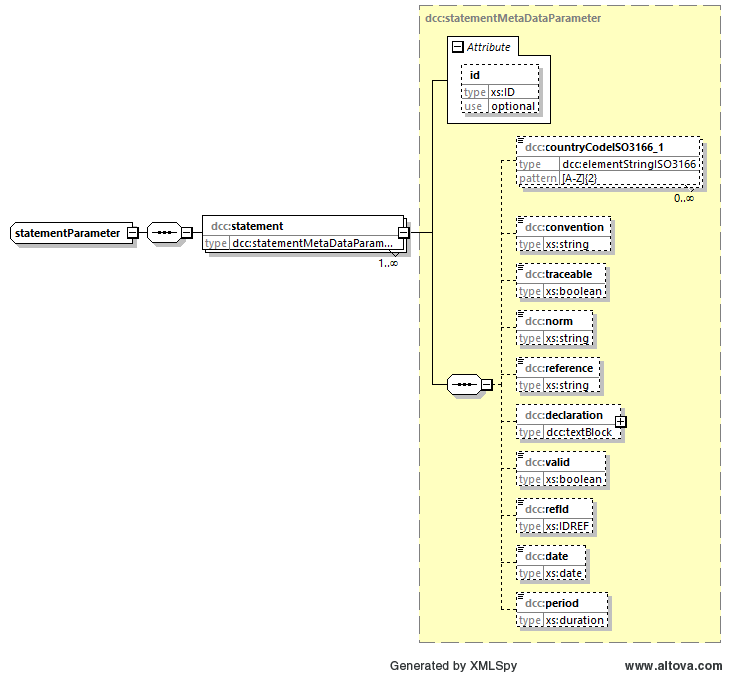 dcc:statementMetaDataParameter
Attribute
id
type xs:ID
use optional
dcc:countryCodeISO3166_1
type dcc:elementStringISO3166
pattern [A-Z]{2}
0..∞
statementParameter
dcc:statement
type dcc:statementMetaDataParam...
1..∞
dcc:convention
type xs:string
dcc:traceable
type xs:boolean
dcc:norm
type xs:string
dcc:reference
type xs:string
dcc:declaration
type dcc:textBlock
dcc:valid
type xs:boolean
dcc:refId
type xs:IDREF
dcc:date
type xs:date
dcc:period
type xs:duration
Generated by XMLSpy www.altova.com